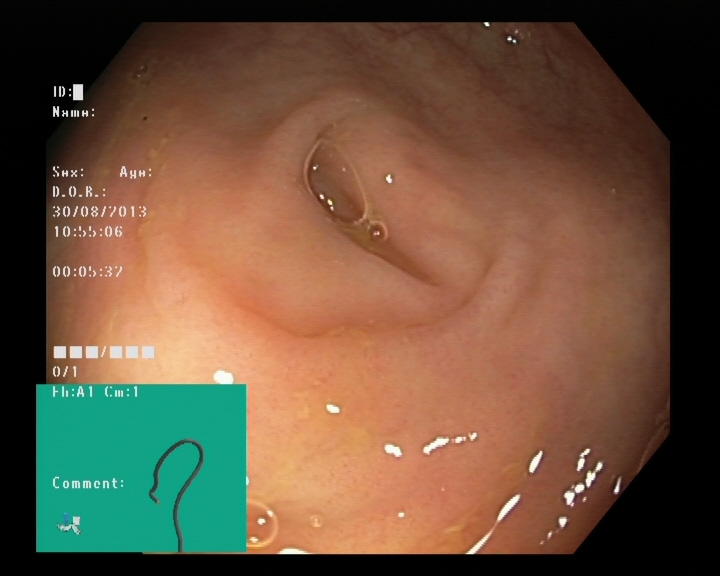 ID:
Name:
Sex: Age:
D.O.R.:
30/08/2013
10:55:06
00:05:37
/
0/1
Eh:A1 Cm:1
Comment: